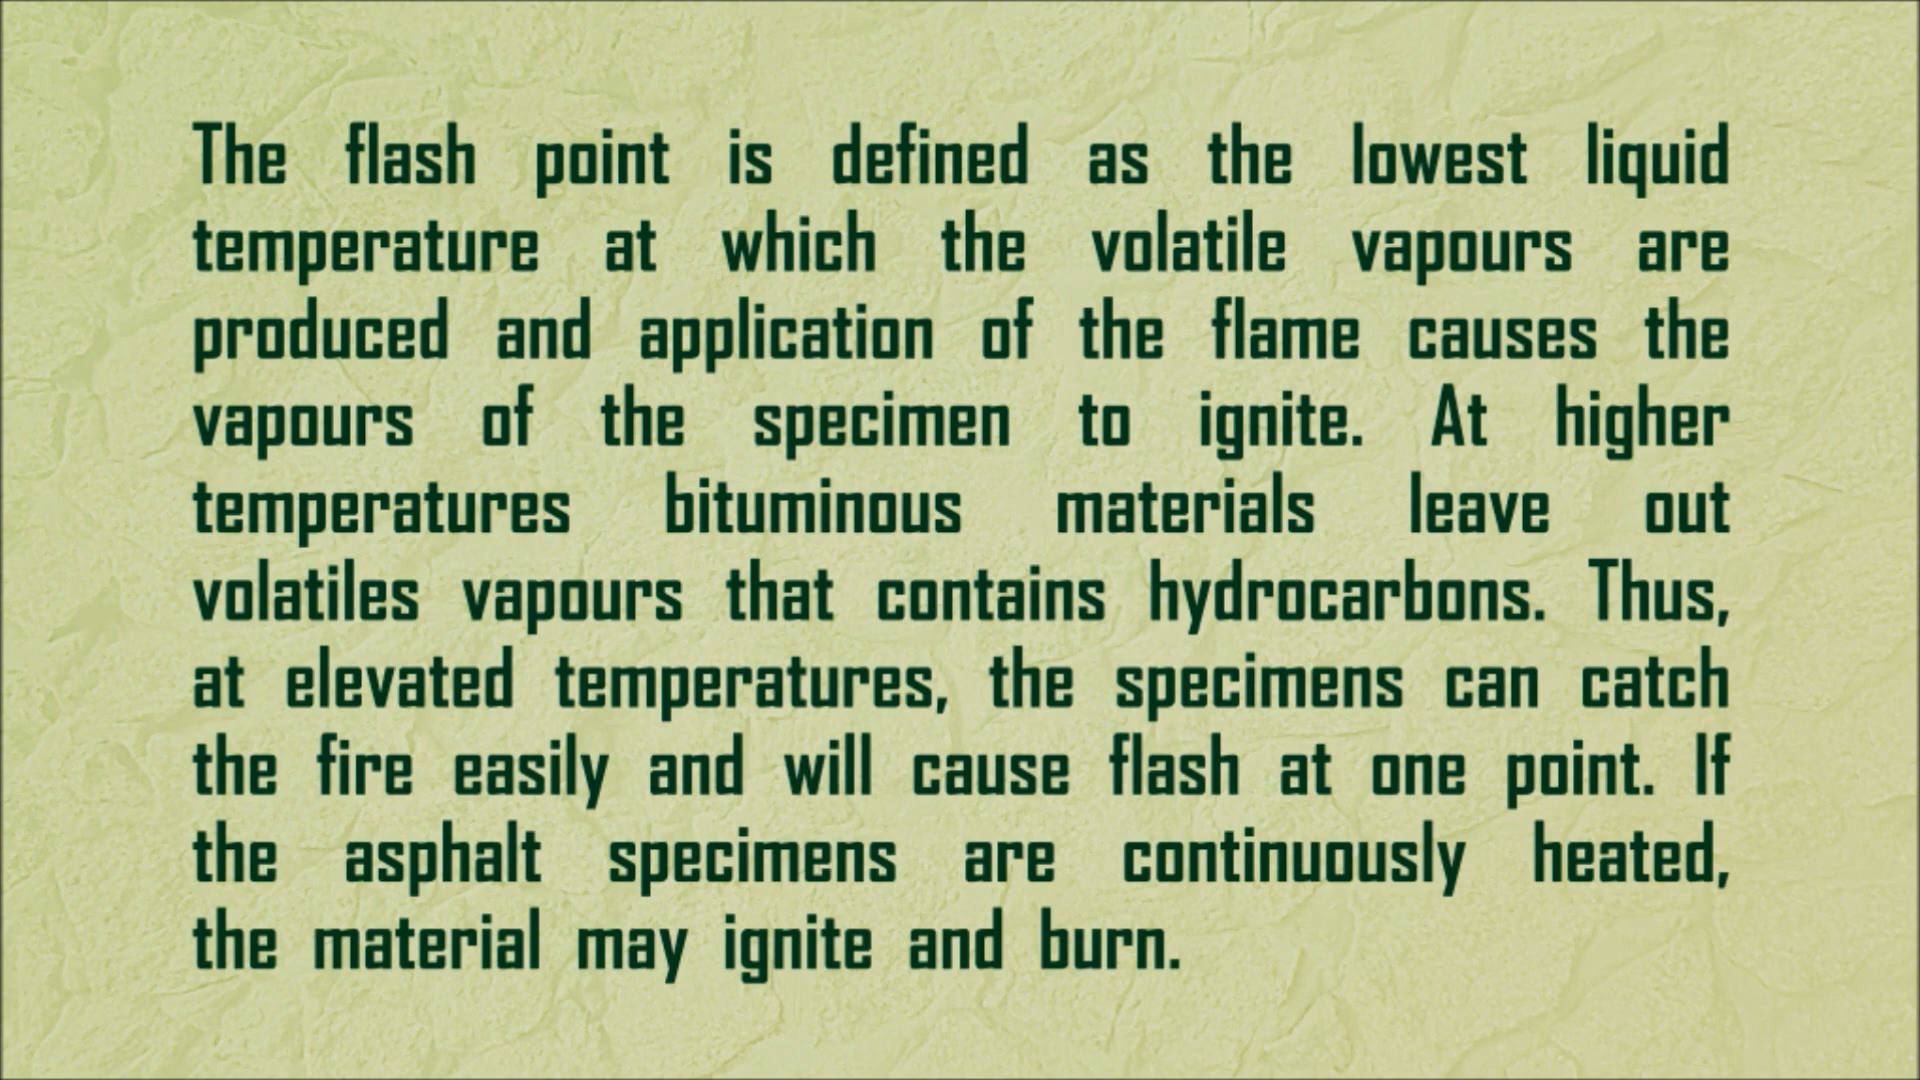 The flash point is defined as the lowest liquid
temperature at which the volatile vapours are
produced and application of the flame causes the
vapours of the specimen to ignite. At higher
temperatures bituminous materials leave out
volatiles vapours that contains hydrocarbons. Thus,
at elevated temperatures, the specimens can catch
the fire easily and will cause flash at one point. If
the asphalt specimens are continuously heated,
the material may ignite and burn.